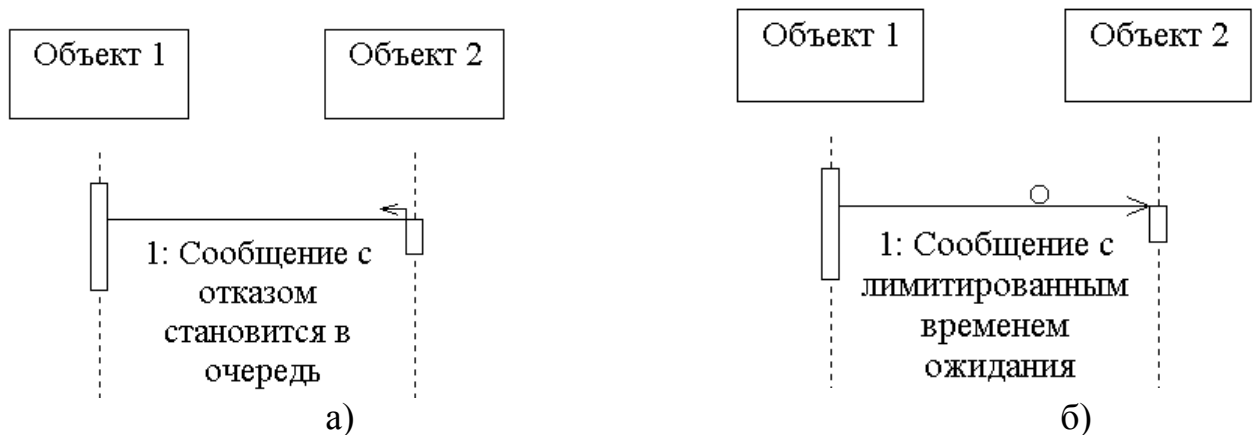 Объект 1
Объект 2
1: Сообщение с
отказом
становится в
очередь
а)
Объект 1
Объект 2
1: Сообщение с
лимитированным
временем
ожидания
б)